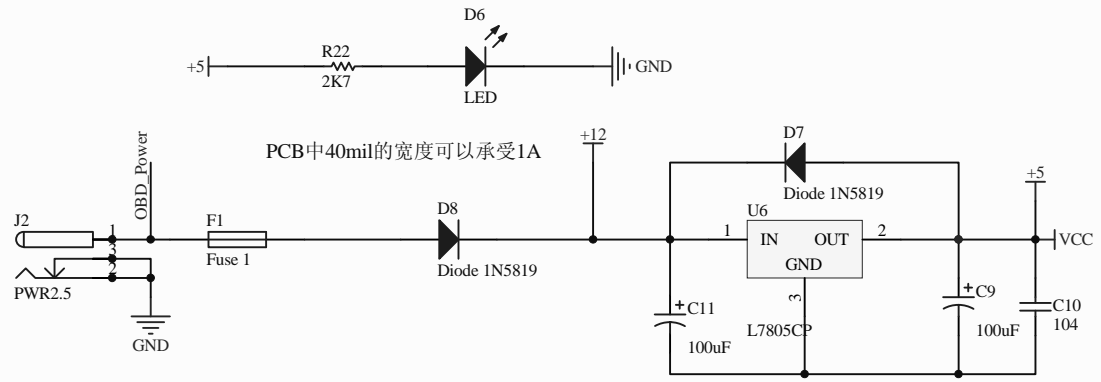 D6
+5
R22
2K7
LED
GND
OBD_Power
PCB中40mil的宽度可以承受1A
+12
D7
Diode 1N5819
+5
J2
1
3
2
PWR2.5
GND
F1
Fuse 1
D8
Diode 1N5819
U6
1
IN
OUT
2
GND
3
L7805CP
VCC
+
C11
100uF
+
C9
100uF
C10
104